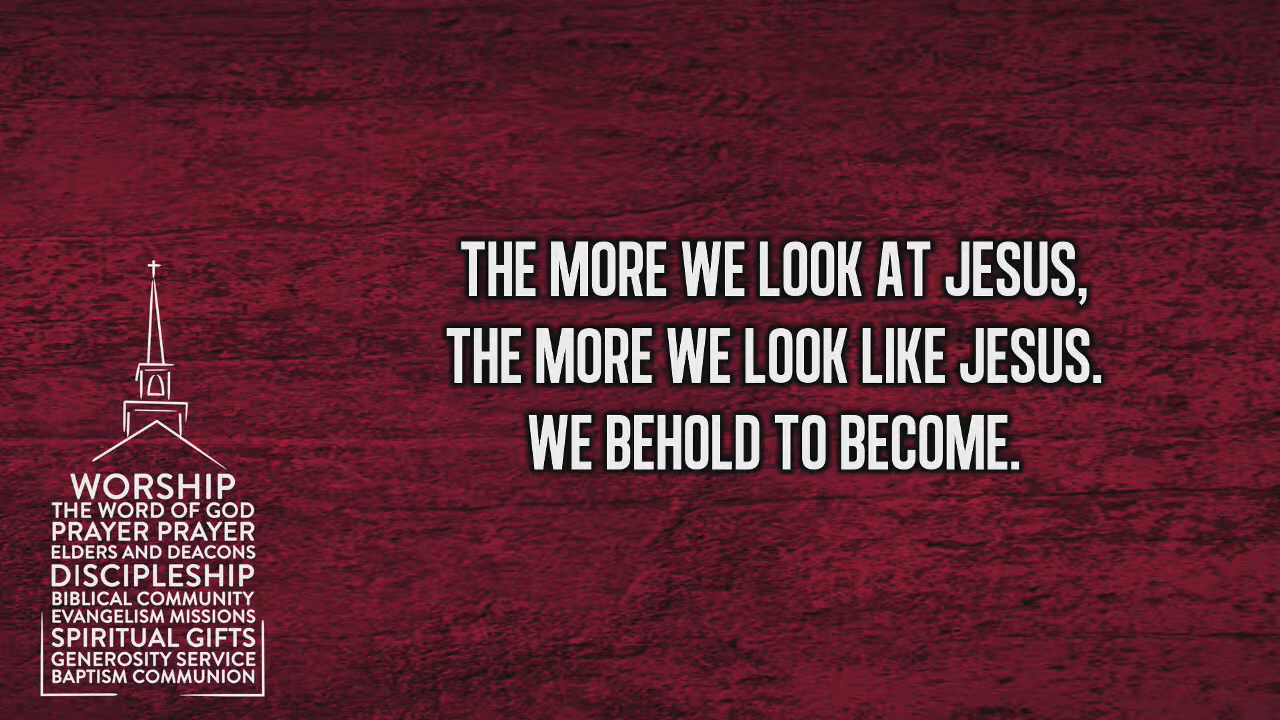 THE MORE WE LOOK AT JESUS,
THE MORE WE LOOK LIKE JESUS.
WE BEHOLD TO BECOME.
WORSHIP
THE WORD OF GOD
PRAYER PRAYER
ELDERS AND DEACONS
DISCIPLESHIP
BIBLICAL COMMUNITY
EVANGELISM MISSIONS
SPIRITUAL GIFTS
GENEROSITY SERVICE
BAPTISM COMMUNION